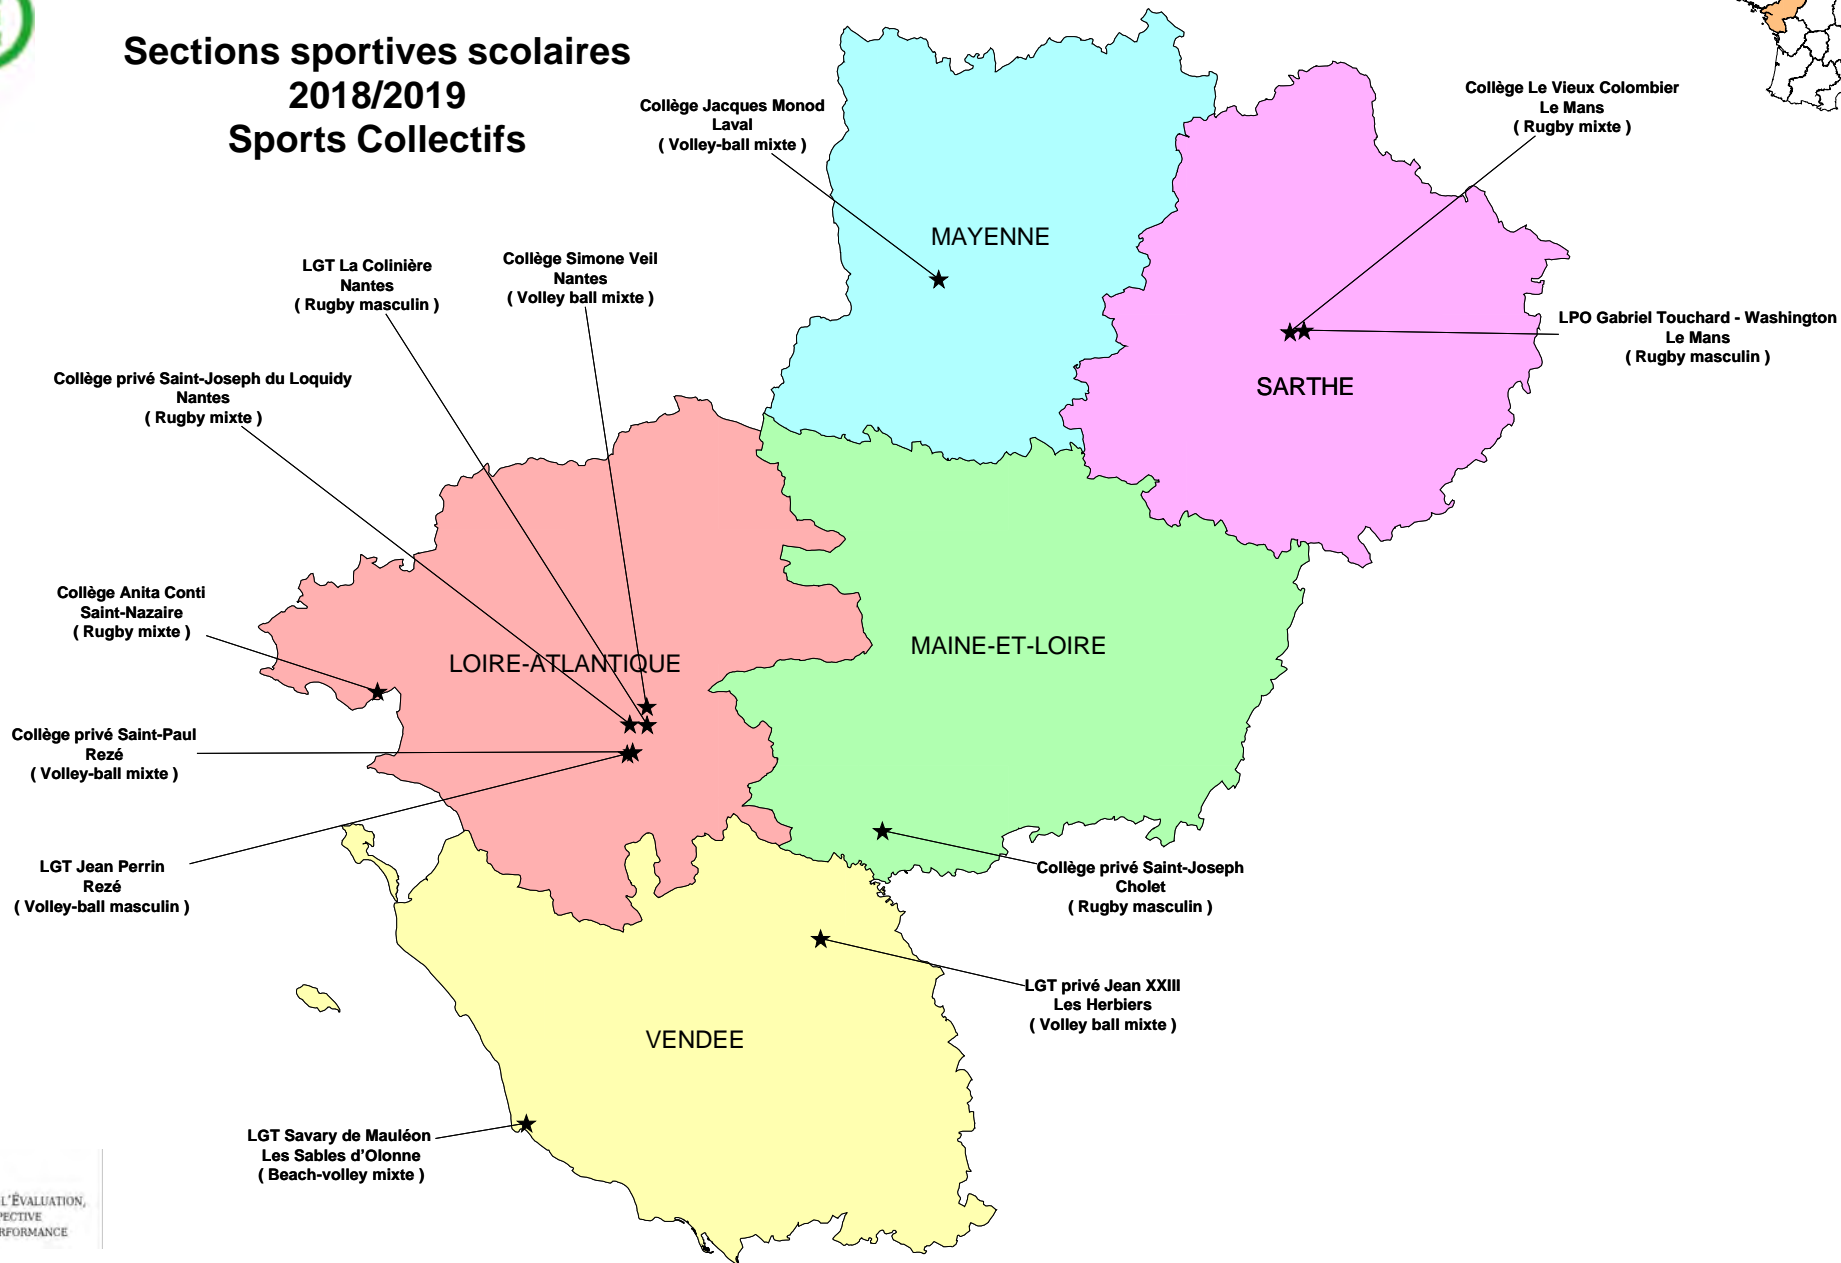 Sections sportives scolaires
2018/2019
Sports Collectifs
Collège Jacques Monod
Laval
( Volley-ball mixte )
Collège Le Vieux Colombier
Le Mans
( Rugby mixte )
MAYENNE
LGT La Colinière
Nantes
( Rugby masculin )
Collège Simone Veil
Nantes
( Volley ball mixte )
LPO Gabriel Touchard - Washington
Le Mans
( Rugby masculin )
SARTHE
Collège privé Saint-Joseph du Loquidy
Nantes
( Rugby mixte )
Collège Anita Conti
Saint-Nazaire
( Rugby mixte )
LOIRE-ATLANTIQUE
MAINE-ET-LOIRE
Collège privé Saint-Paul
Rezé
( Volley-ball mixte )
LGT Jean Perrin
Rezé
( Volley-ball masculin )
Collège privé Saint-Joseph
Cholet
( Rugby masculin )
LGT privé Jean XXIII
Les Herbiers
( Volley ball mixte )
VENDEE
LGT Savary de Mauléon
Les Sables d'Olonne
( Beach-volley mixte )
L'ÉVALUATION,